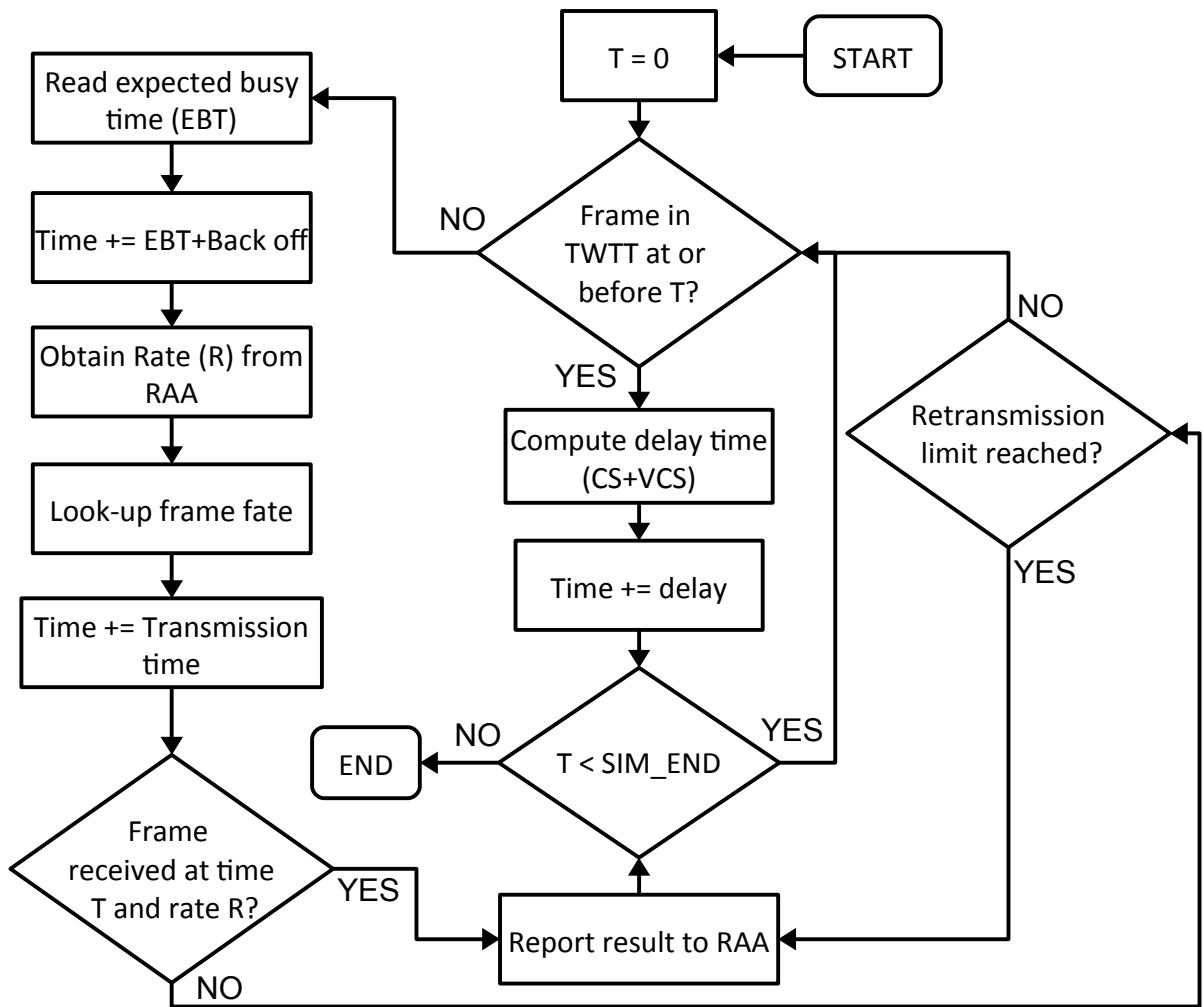 T = 0
START
Read expected busy
time (EBT)
NO
Frame in
TWTT at or
before T?
Time += EBT+Back off
NO
YES
Obtain Rate (R) from
RAA
Compute delay time
(CS+VCS)
Retransmission
limit reached?
Look-up frame fate
Time += delay
YES
Time += Transmission
time
NO
YES
END
T < SIM_END
Frame
received at time
T and rate R?
YES
Report result to RAA
NO